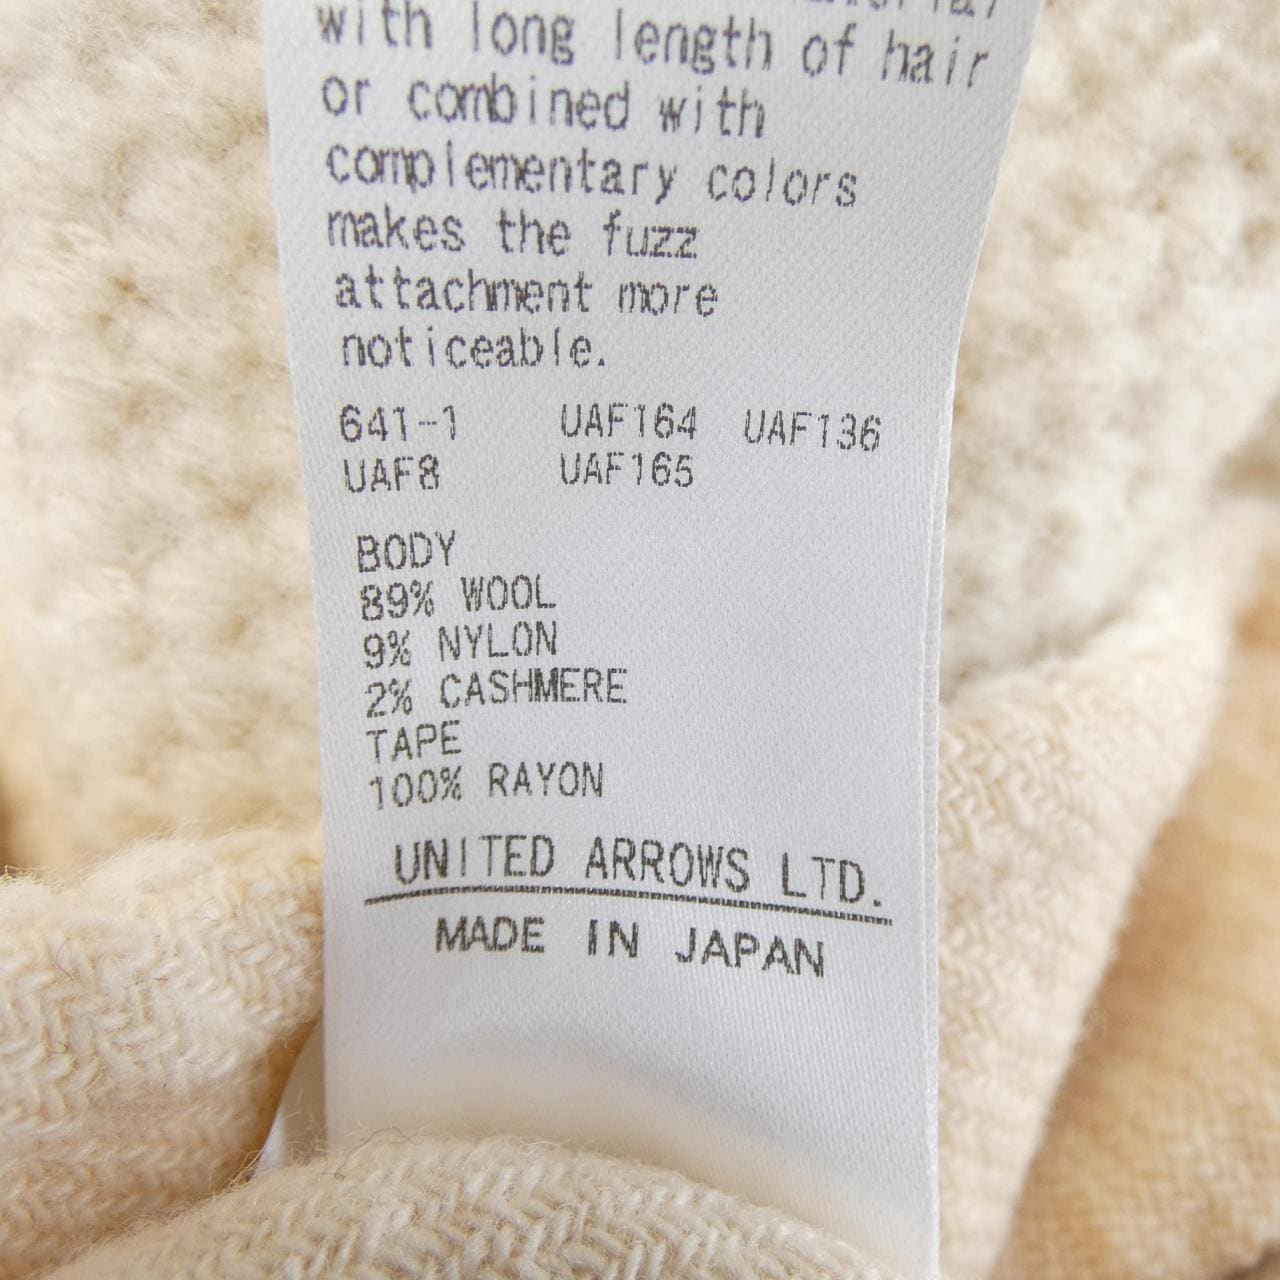 with long length of hair
or combined with
complementary colors
makes the fuzz
attachment more
noticeable.
641-1 UAF164 UAF136
UAF8 UAF165
BODY
89% WOOL
9% NYLON
2% CASHMERE
TAPE
100% RAYON
UNITED ARROWS LTD.
MADE IN JAPAN